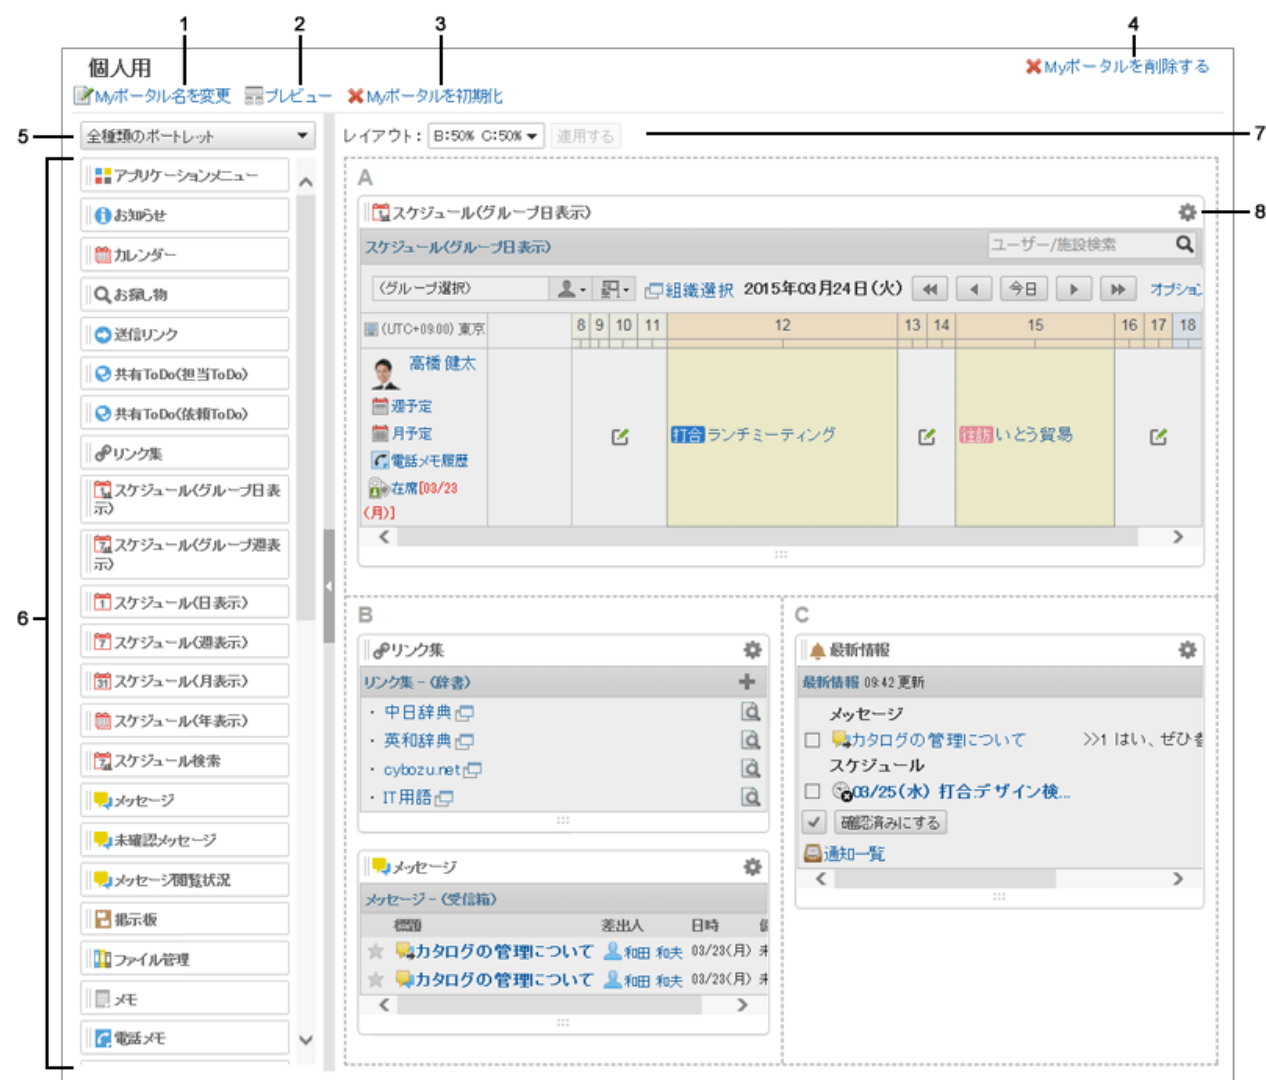 1
2
3
4
個人用
Myポータルを削除する
Myポータル名を変更 プレビュー Myポータルを初期化
5
全種類のポートレット
レイアウト： B:50% C:50% 適用する
7
6
アプリケーションメニュー
お知らせ
カレンダー
お探し物
送信リンク
共有ToDo(担当ToDo)
共有ToDo(依頼ToDo)
リンク集
スケジュール(グループ日表
示)
スケジュール(グループ週表
示)
スケジュール(日表示)
スケジュール(週表示)
スケジュール(月表示)
スケジュール(年表示)
スケジュール検索
メッセージ
未確認メッセージ
メッセージ閲覧状況
掲示板
ファイル管理
メモ
電話メモ
A
スケジュール(グループ日表示)
8
スケジュール(グループ日表示) ユーザー/施設検索
(グループ選択) 組織選択 2015年03月24日(火) 今日 オプション
(UTC+09:00) 東京 8 9 10 11 12 13 14 15 16 17 18
高橋 健太
週予定
月予定
電話メモ履歴
在席[03/23
(月)]
打合 ランチミーティング
往訪 いとう貿易
B
リンク集
リンク集 - (辞書)
・ 中日辞典
・ 英和辞典
・ cybozu.net
・ IT用語
メッセージ
メッセージ - (受信箱)
標題 差出人 日時
カタログの管理について 和田 和夫 03/23(月) 未
カタログの管理について 和田 和夫 03/23(月) 未
C
最新情報
最新情報 09:42 更新
メッセージ
カタログの管理について >>1 はい、ぜひ
スケジュール
03/25(水) 打合:デザイン検...
確認済みにする
通知一覧